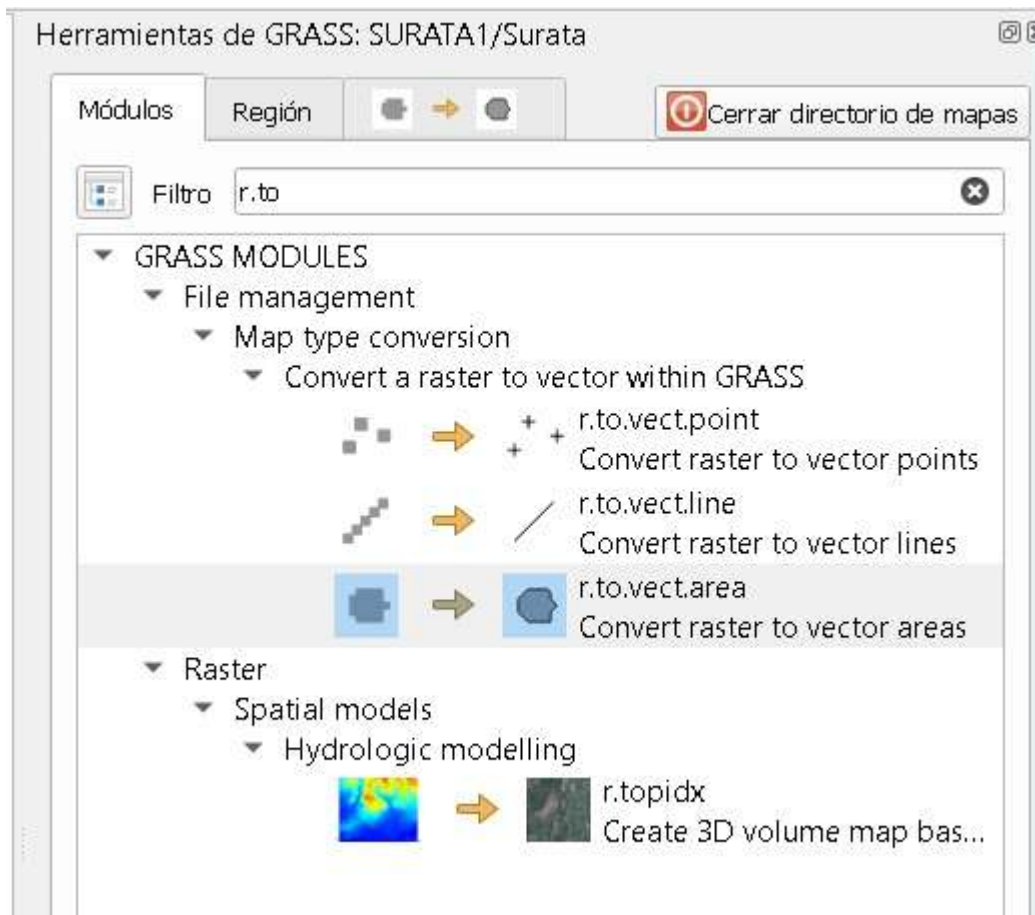 Herramientas de GRASS: SURATA1/Surata
Módulos
Región
Cerrar directorio de mapas
Filtro
r.to
GRASS MODULES
File management
Map type conversion
Convert a raster to vector within GRASS
r.to.vect.point
Convert raster to vector points
r.to.vect.line
Convert raster to vector lines
r.to.vect.area
Convert raster to vector areas
Raster
Spatial models
Hydrologic modelling
r.topidx
Create 3D volume map bas...